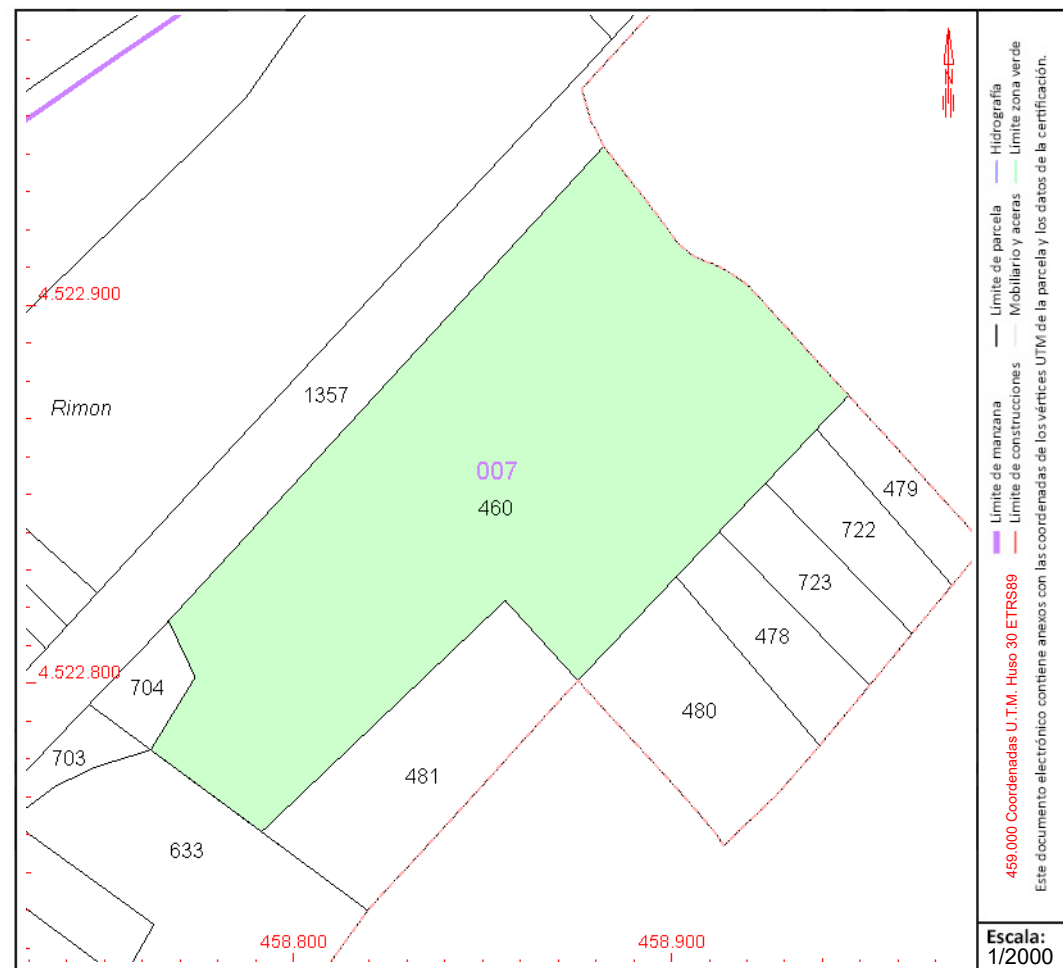 4.522.900
1357
Rimon
007
460
479
722
723
478
4.522.800
704
480
703
481
633
458.800
458.900
N
Límite de manzana
Límite de parcela
Hidrografía
Límite de construcciones
Mobiliario y aceras
Límite zona verde
459.000 Coordenadas U.T.M. Huso 30 ETRS89
Este documento electrónico contiene anexos con las coordenadas de los vértices UTM de la parcela y los datos de la certificación.
Escala:
1/2000